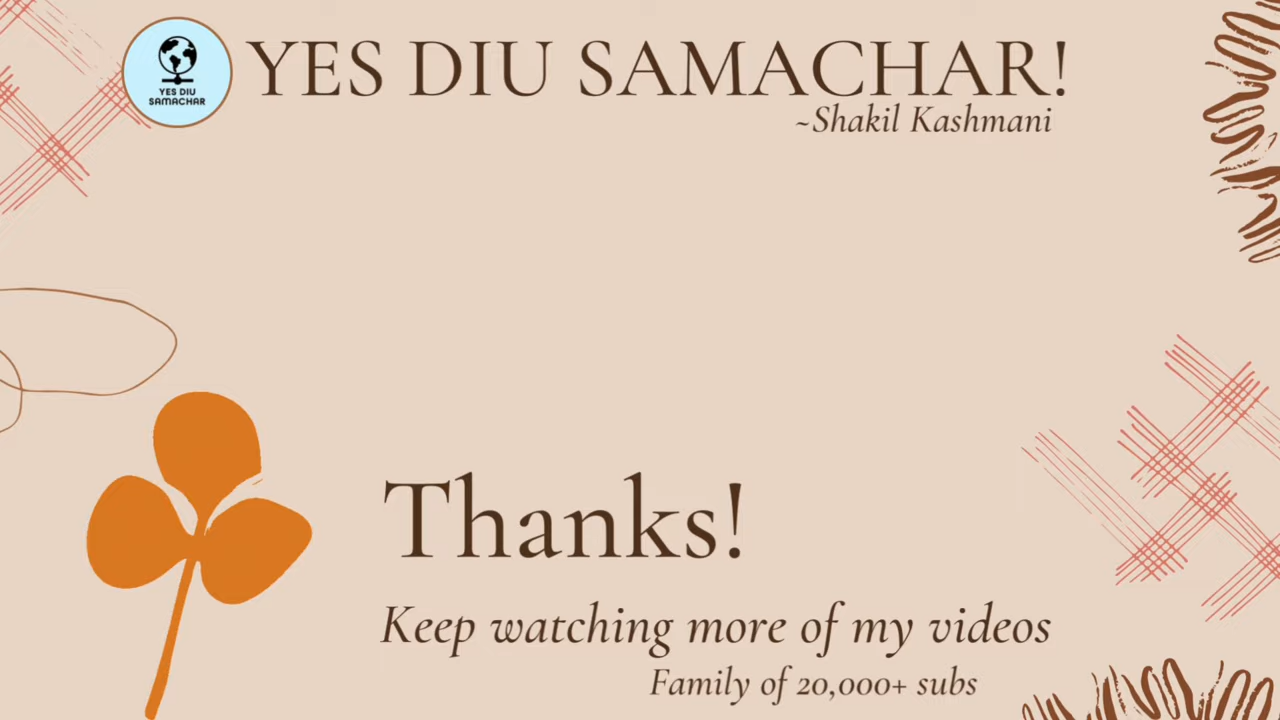 YES DIU SAMACHAR!
YES DIU
SAMACHAR
~Shakil Kashmani
Thanks!
Keep watching more of my videos
Family of 20,000+ subs